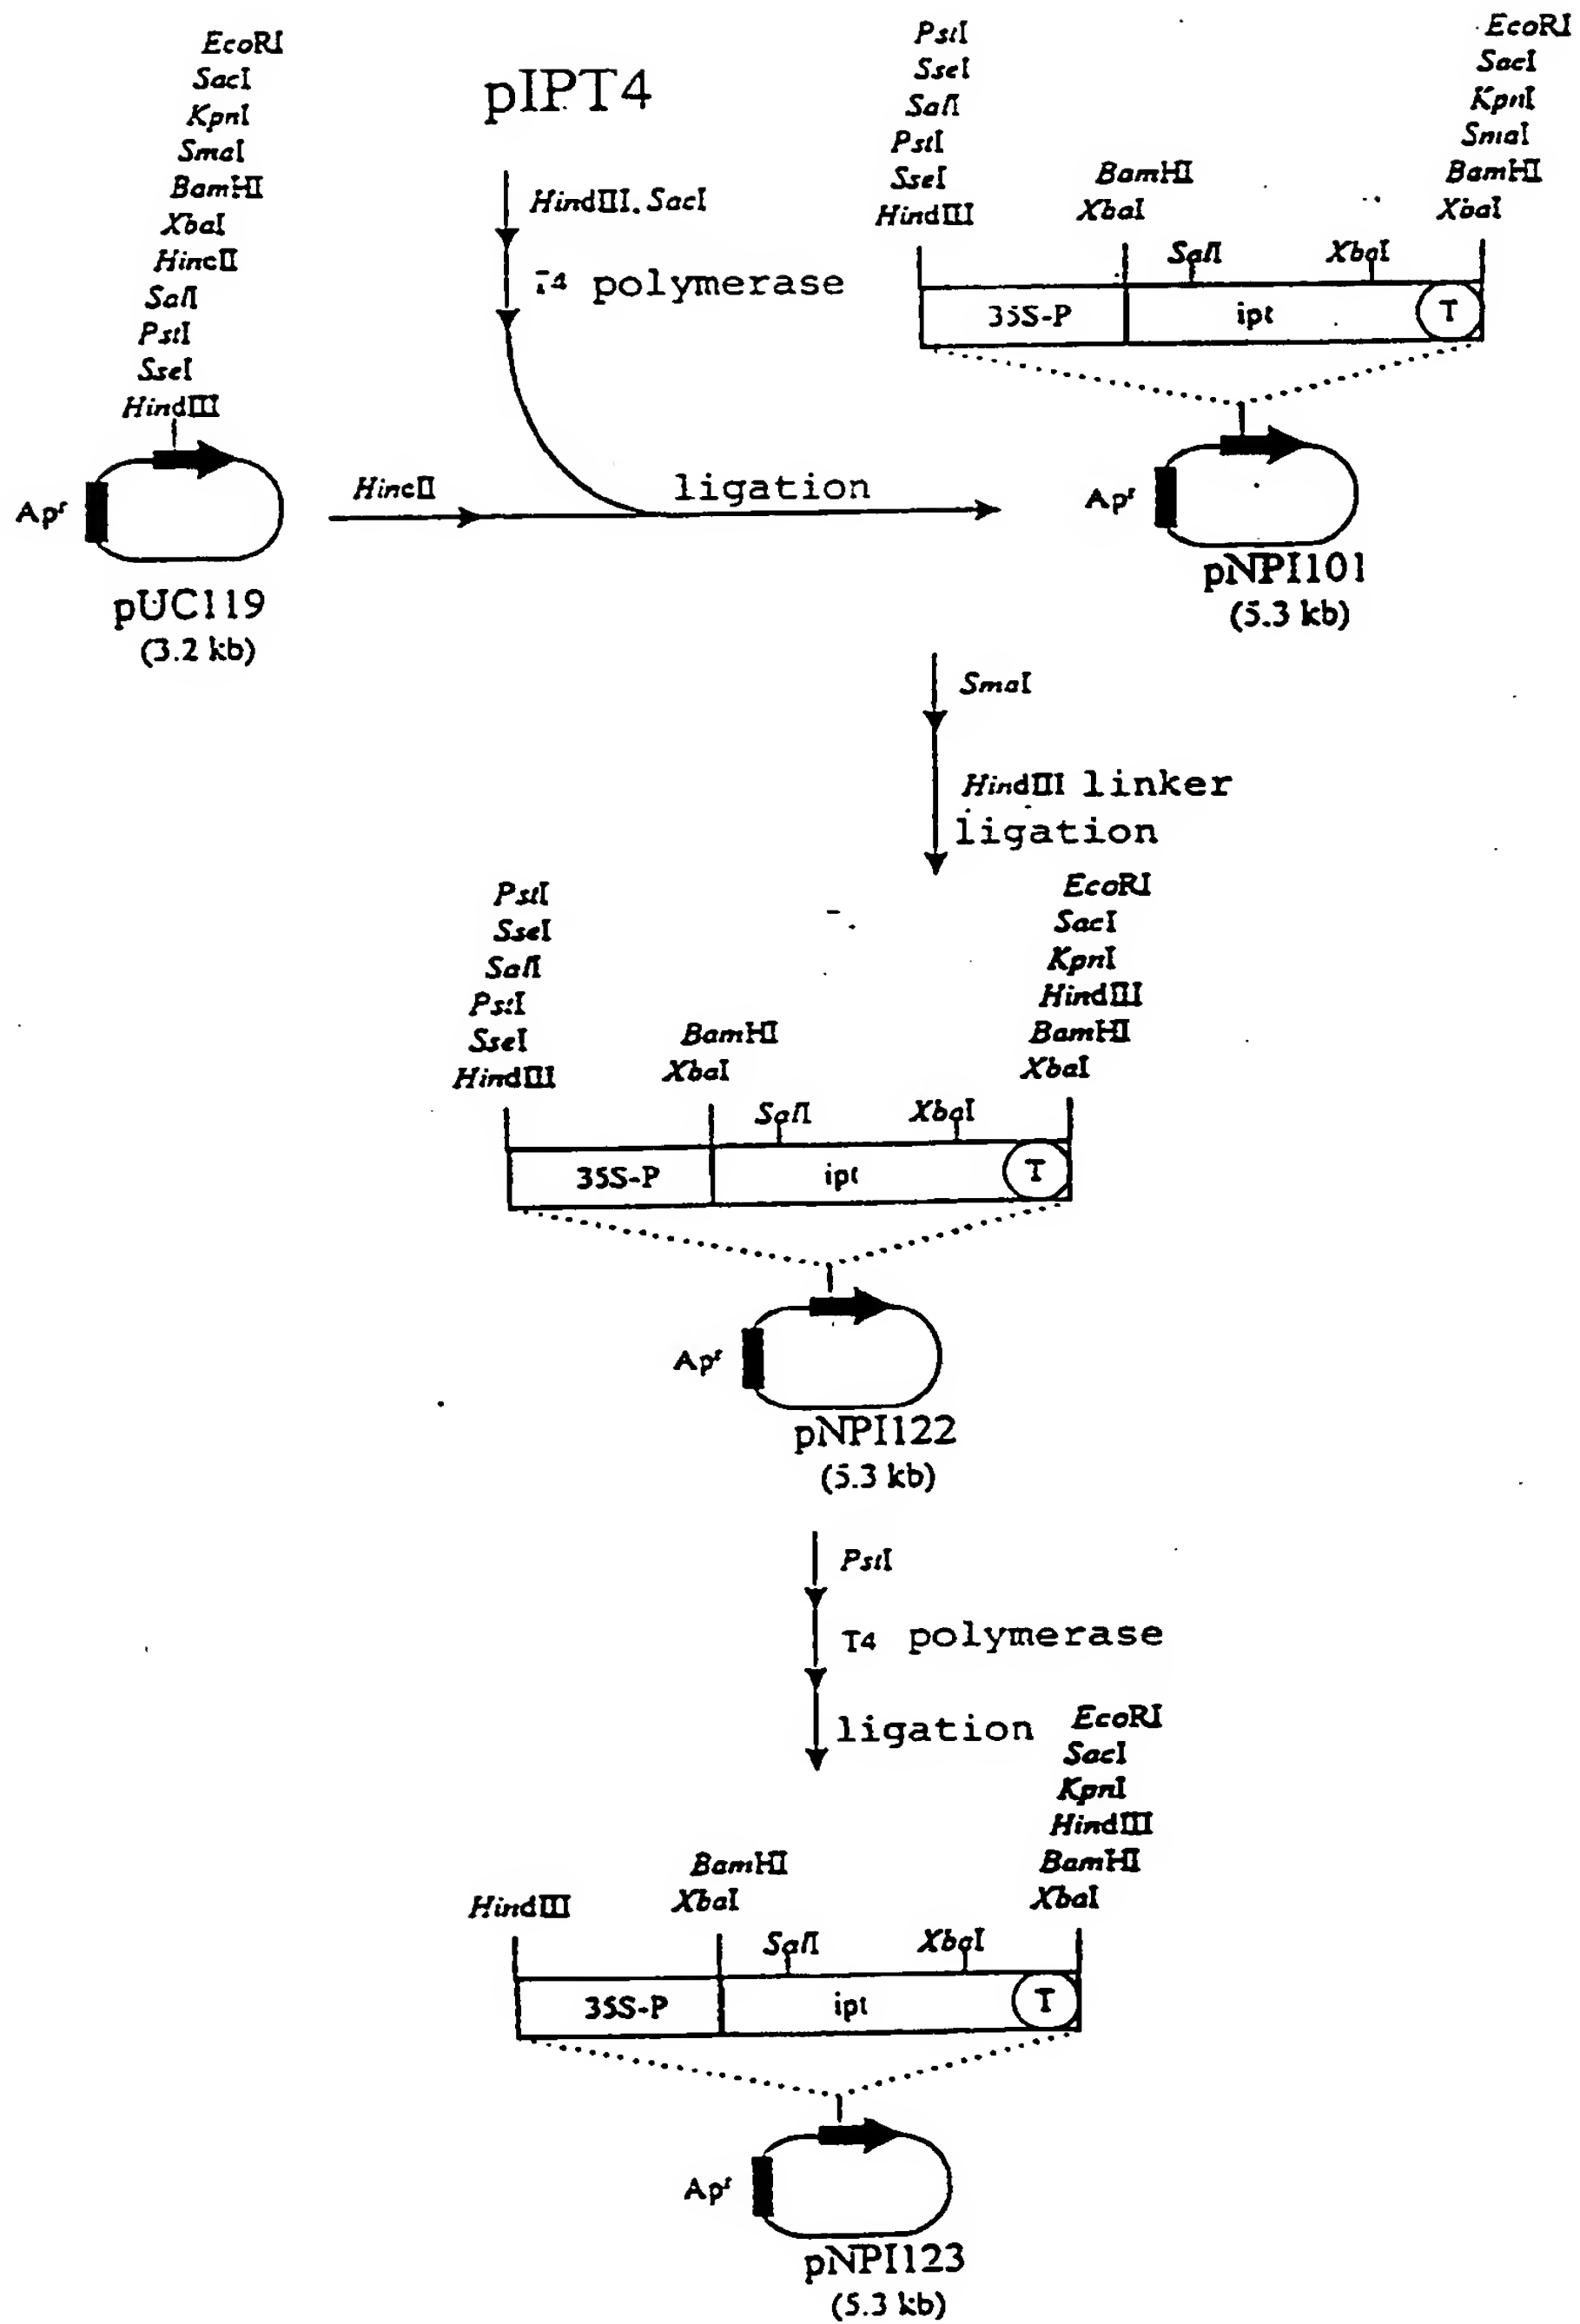 EcoRI
SacI
KpnI
SmaI
BamHI
XbaI
HincII
SalI
PstI
SseI
HindIII
Apʳ
pUC119
(3.2 kb)
pIPT4
HindIII, SacI
T4 polymerase
HincII
ligation
PstI
SseI
SalI
PstI
SseI
HindIII
BamHI
XbaI
SalI
XbaI
EcoRI
SacI
KpnI
SmaI
BamHI
XbaI
35S-P
ipt
T
Apʳ
pNPI101
(5.3 kb)
SmaI
HindIII linker
ligation
PstI
SseI
SalI
PstI
SseI
HindIII
BamHI
XbaI
SalI
XbaI
EcoRI
SacI
KpnI
HindIII
BamHI
XbaI
35S-P
ipt
T
Apʳ
pNPI122
(5.3 kb)
PstI
T4 polymerase
ligation
HindIII
BamHI
XbaI
SalI
XbaI
EcoRI
SacI
KpnI
HindIII
BamHI
XbaI
35S-P
ipt
T
Apʳ
pNPI123
(5.3 kb)